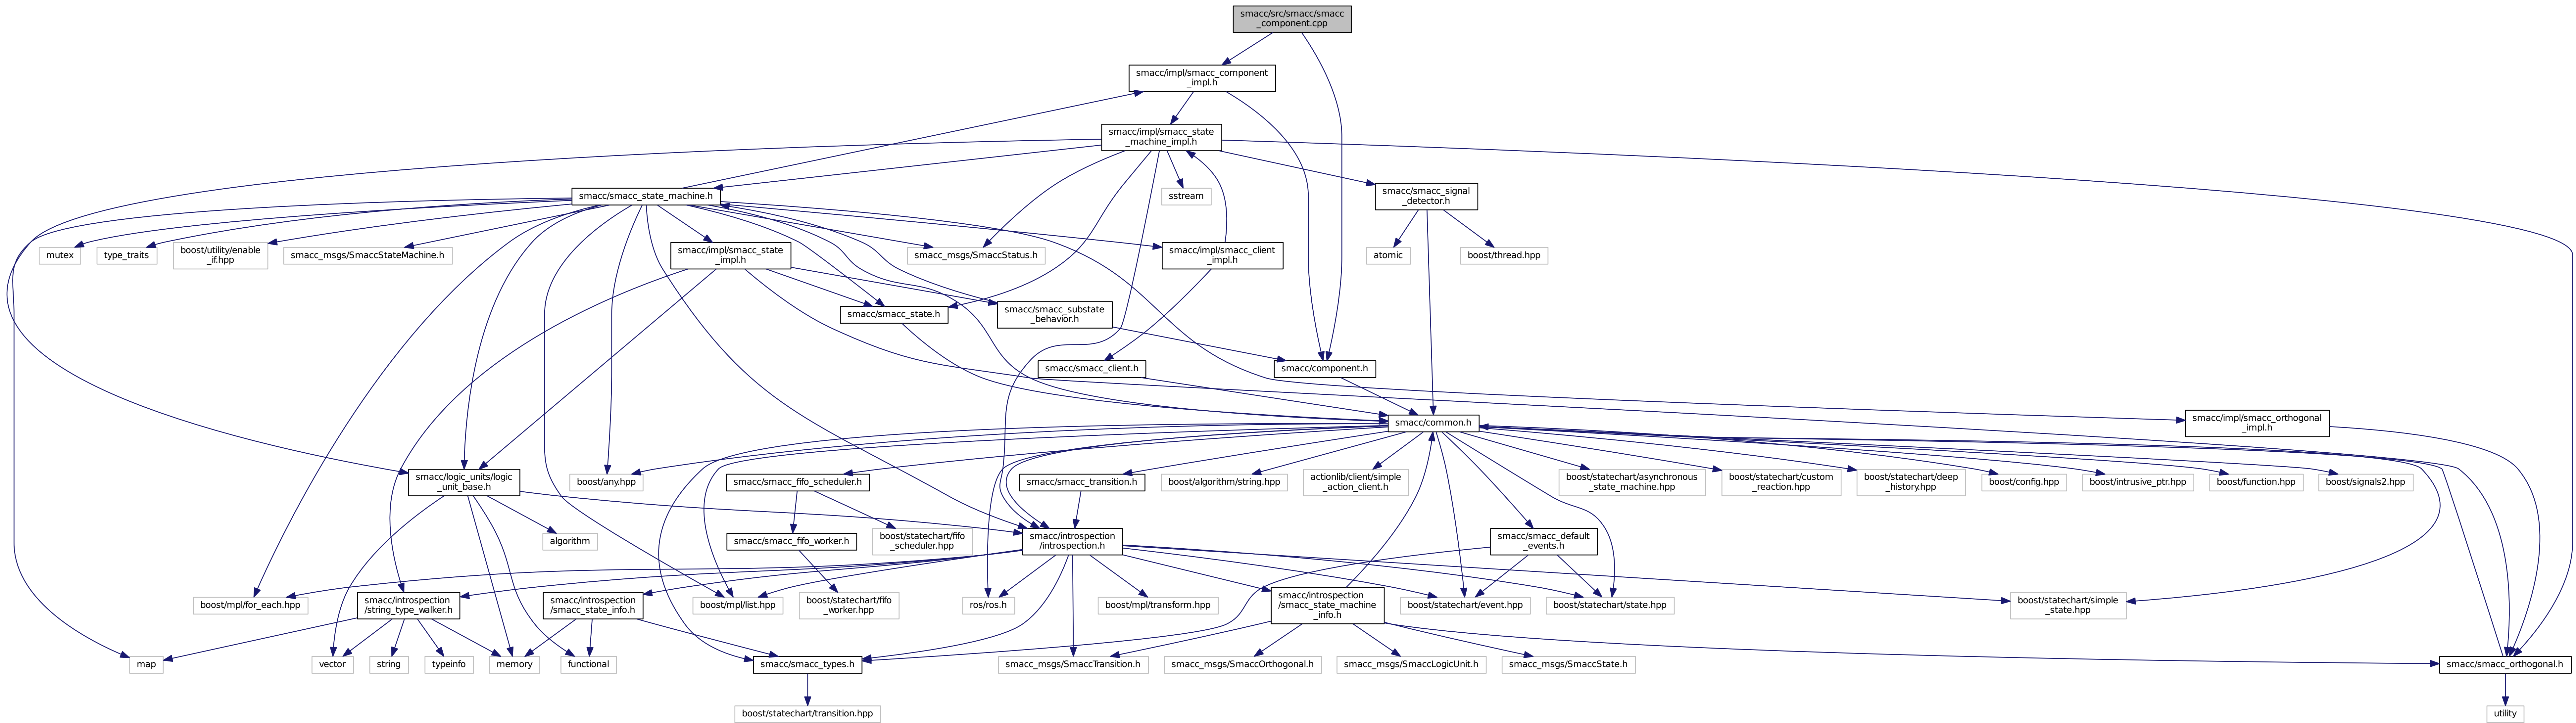 smacc/src/smacc/smacc
_component.cpp
smacc/impl/smacc_component
_impl.h
smacc/impl/smacc_state
_machine_impl.h
smacc/smacc_state_machine.h
sstream
smacc/smacc_signal
_detector.h
mutex
type_traits
boost/utility/enable
_if.hpp
smacc_msgs/SmaccStateMachine.h
smacc/impl/smacc_state
_impl.h
smacc_msgs/SmaccStatus.h
smacc/impl/smacc_client
_impl.h
atomic
boost/thread.hpp
smacc/smacc_state.h
smacc/smacc_substate
_behavior.h
smacc/smacc_client.h
smacc/component.h
smacc/common.h
smacc/impl/smacc_orthogonal
_impl.h
smacc/logic_units/logic
_unit_base.h
boost/any.hpp
smacc/smacc_fifo_scheduler.h
smacc/smacc_transition.h
boost/algorithm/string.hpp
actionlib/client/simple
_action_client.h
boost/statechart/asynchronous
_state_machine.hpp
boost/statechart/custom
_reaction.hpp
boost/statechart/deep
_history.hpp
boost/config.hpp
boost/intrusive_ptr.hpp
boost/function.hpp
boost/signals2.hpp
algorithm
smacc/smacc_fifo_worker.h
boost/statechart/fifo
_scheduler.hpp
smacc/introspection
/introspection.h
smacc/smacc_default
_events.h
boost/mpl/for_each.hpp
smacc/introspection
/string_type_walker.h
smacc/introspection
/smacc_state_info.h
boost/mpl/list.hpp
boost/statechart/fifo
_worker.hpp
ros/ros.h
boost/mpl/transform.hpp
smacc/introspection
/smacc_state_machine
_info.h
boost/statechart/event.hpp
boost/statechart/state.hpp
boost/statechart/simple
_state.hpp
map
vector
string
typeinfo
memory
functional
smacc/smacc_types.h
smacc_msgs/SmaccTransition.h
smacc_msgs/SmaccOrthogonal.h
smacc_msgs/SmaccLogicUnit.h
smacc_msgs/SmaccState.h
smacc/smacc_orthogonal.h
boost/statechart/transition.hpp
utility